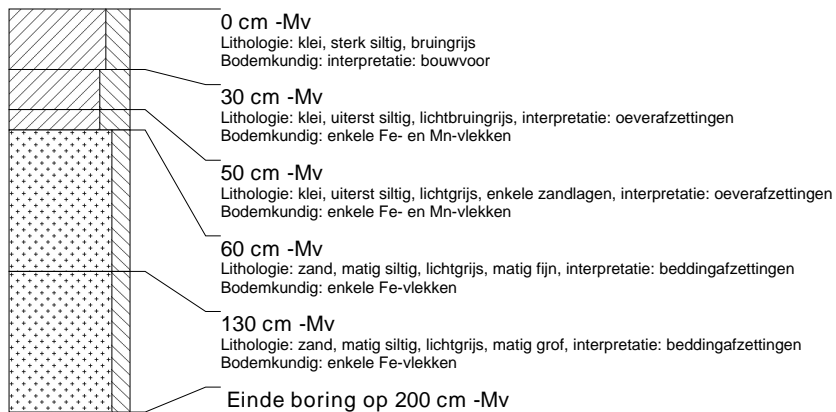 0 cm -Mv
Lithologie: klei, sterk siltig, bruingrijs
Bodemkundig: interpretatie: bouwvoor
30 cm -Mv
Lithologie: klei, uiterst siltig, lichtbruingrijs, interpretatie: oeverafzettingen
Bodemkundig: enkele Fe- en Mn-vlekken
50 cm -Mv
Lithologie: klei, uiterst siltig, lichtgrijs, enkele zandlagen, interpretatie: oeverafzettingen
Bodemkundig: enkele Fe- en Mn-vlekken
60 cm -Mv
Lithologie: zand, matig siltig, lichtgrijs, matig fijn, interpretatie: beddingafzettingen
Bodemkundig: enkele Fe-vlekken
130 cm -Mv
Lithologie: zand, matig siltig, lichtgrijs, matig grof, interpretatie: beddingafzettingen
Bodemkundig: enkele Fe-vlekken
Einde boring op 200 cm -Mv